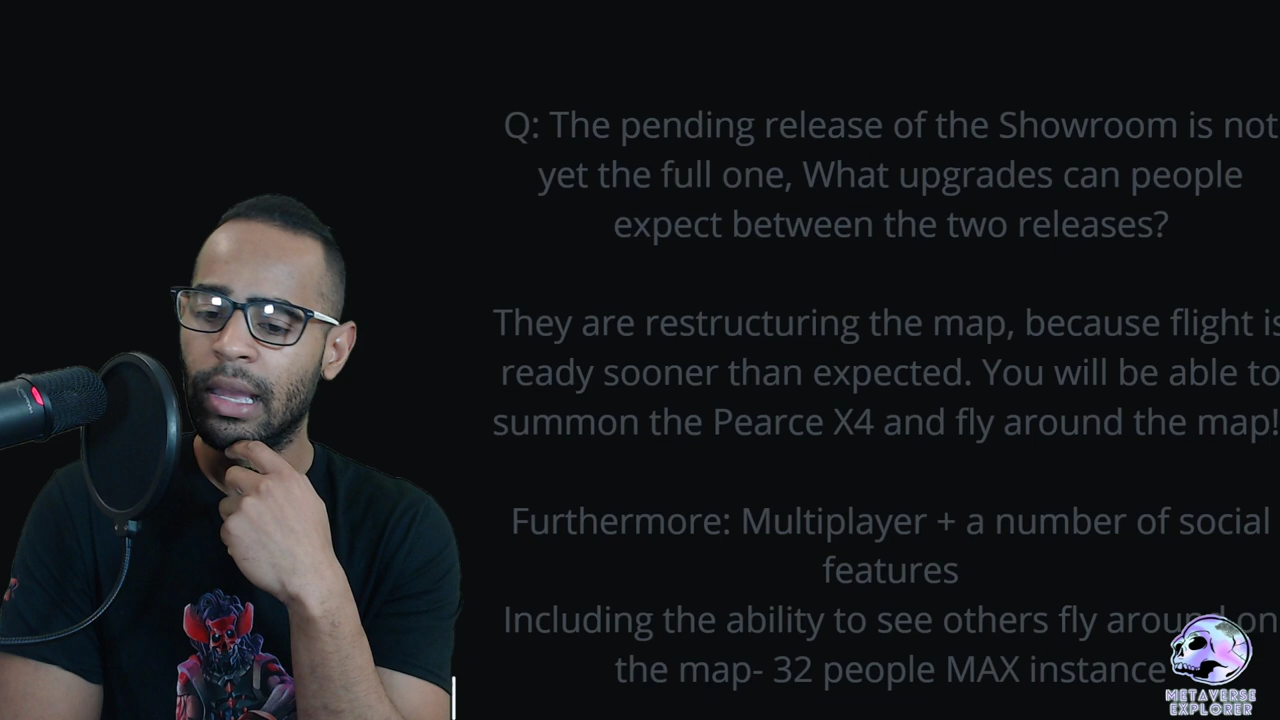 Q: The pending release of the Showroom is not
yet the full one, What upgrades can people
expect between the two releases?
They are restructuring the map, because flight is
ready sooner than expected. You will be able to
summon the Pearce X4 and fly around the map!
Furthermore: Multiplayer + a number of social
features
Including the ability to see others fly around on
the map- 32 people MAX instance
METAVERSE
EXPLORER